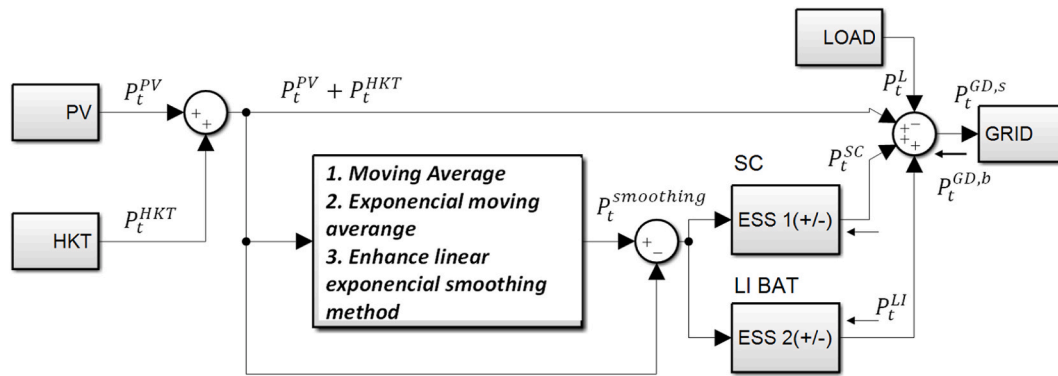 LOAD
PV
P_t^{PV}
+
+
P_t^{PV} + P_t^{HKT}
P_t^L
P_t^{GD,s}
+
−
+
+
GRID
P_t^{GD,b}
HKT
P_t^{HKT}
1. Moving Average
2. Exponencial moving
averange
3. Enhance linear
exponencial smoothing
method
P_t^{smoothing}
+
−
SC
ESS 1(+/-)
P_t^{SC}
LI BAT
ESS 2(+/-)
P_t^{LI}